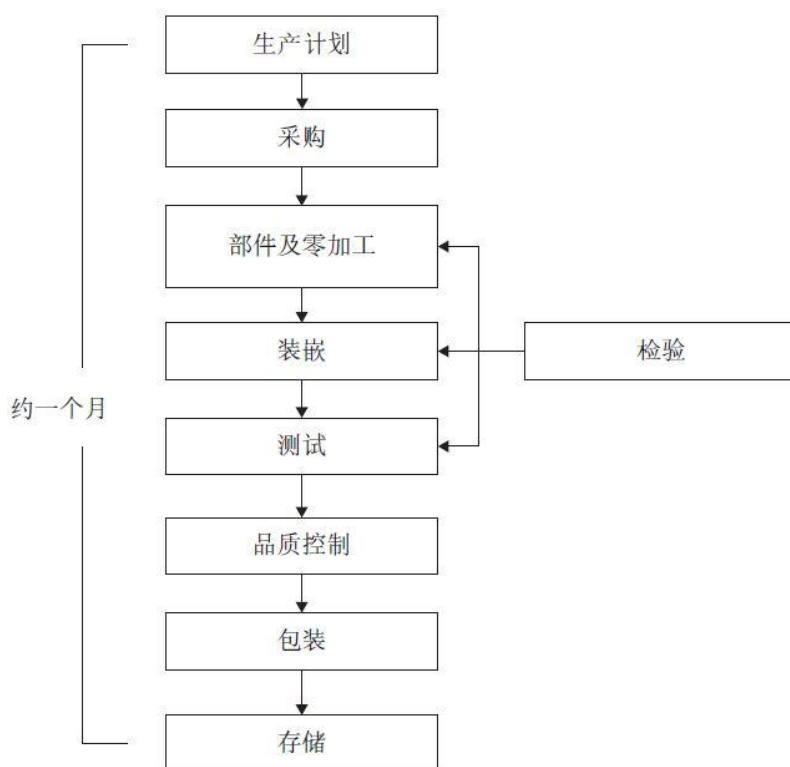 生产计划
采购
部件及零加工
装嵌
检验
约一个月
测试
品质控制
包装
存储